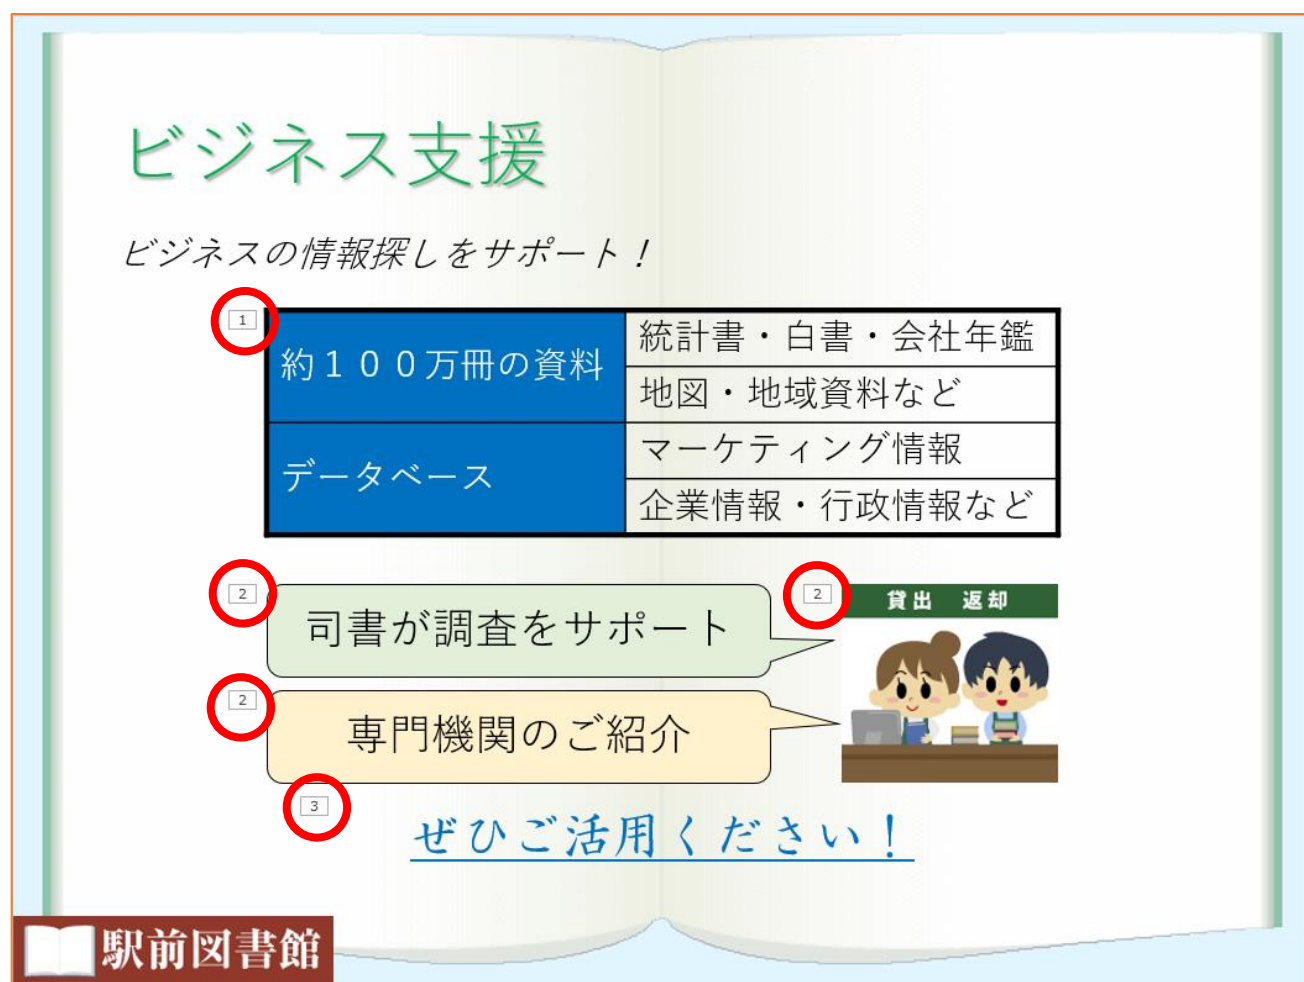 ビジネス支援
ビジネスの情報探しをサポート！
1
約１００万冊の資料
統計書・白書・会社年鑑
地図・地域資料など
データベース
マーケティング情報
企業情報・行政情報など
2
司書が調査をサポート
2
貸出 返却
2
専門機関のご紹介
3
ぜひご活用ください！
駅前図書館